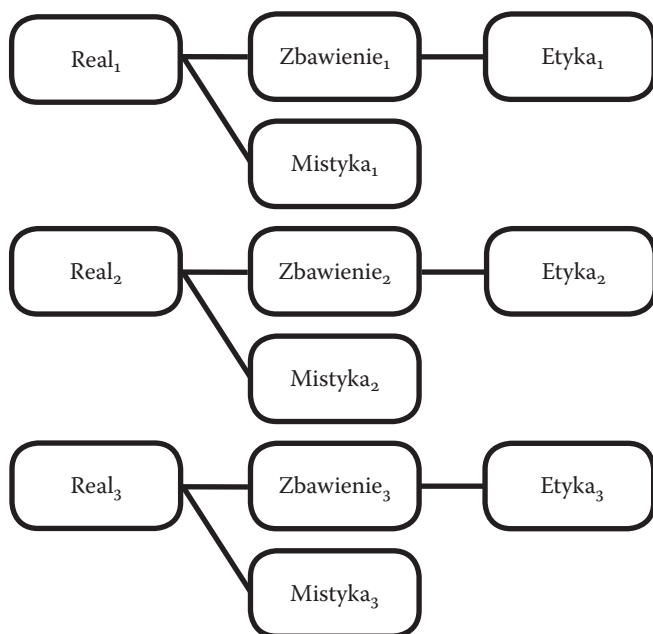 Real₁ Zbawienie₁ Etyka₁
Mistyka₁
Real₂ Zbawienie₂ Etyka₂
Mistyka₂
Real₃ Zbawienie₃ Etyka₃
Mistyka₃